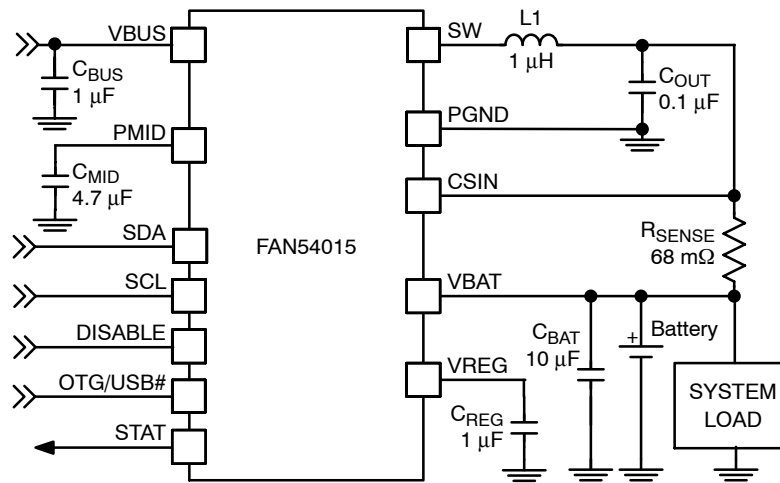 VBUS
C_BUS
1 μF
PMID
C_MID
4.7 μF
SDA
SCL
DISABLE
OTG/USB#
STAT
FAN54015
SW
L1
1 μH
C_OUT
0.1 μF
PGND
CSIN
R_SENSE
68 mΩ
VBAT
C_BAT
10 μF
+
Battery
VREG
C_REG
1 μF
SYSTEM
LOAD